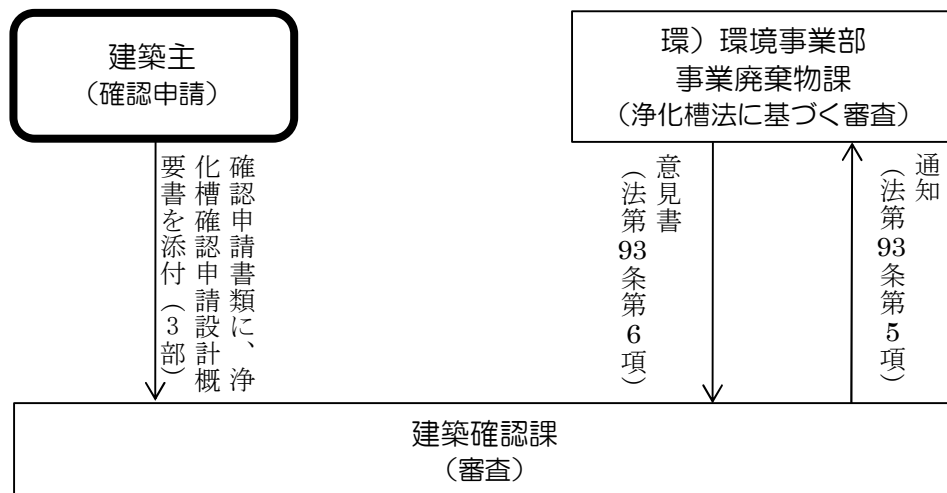 建築主
（確認申請）
環）環境事業部
事業廃棄物課
（浄化槽法に基づく審査）
確認申請書類に、浄
化槽確認申請設計概
要書を添付（3部）
意見書
（法第93条第6項）
通知
（法第93条第5項）
建築確認課
（審査）